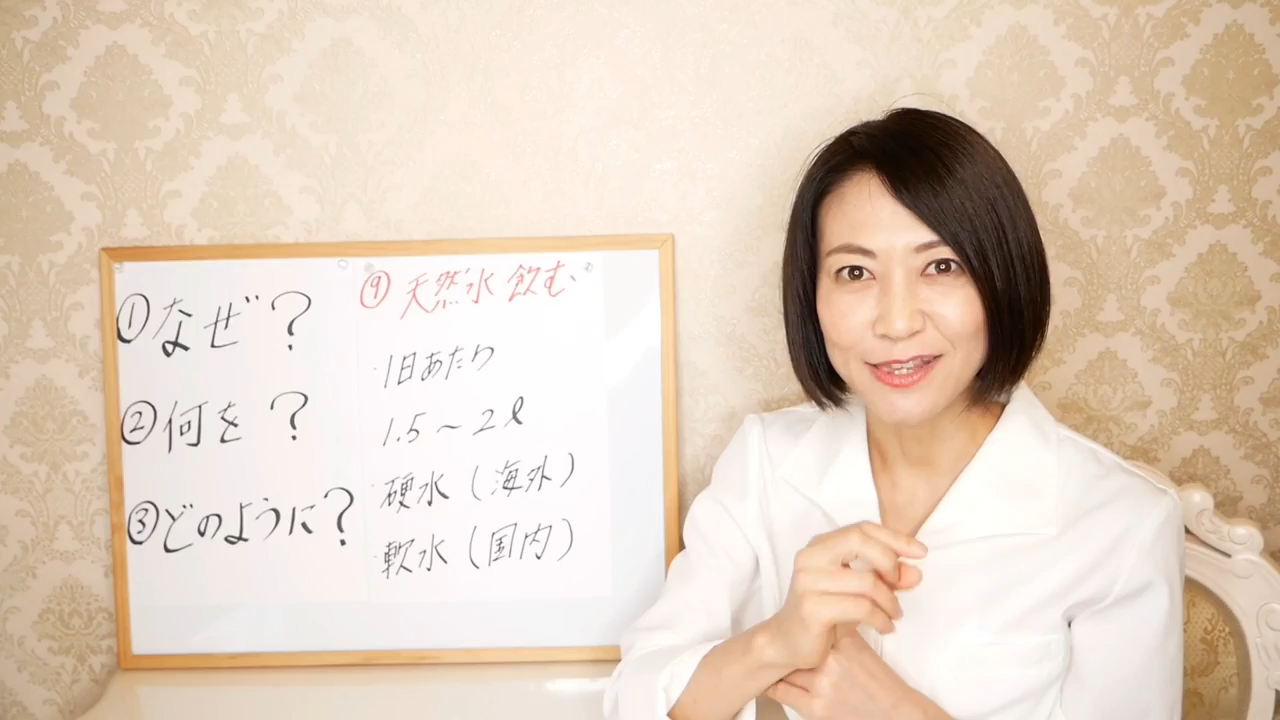 ①なぜ？
②何を？
③どのように？
⑨天然水 飲む
・1日あたり
1.5～2ℓ
・硬水（海外）
・軟水（国内）